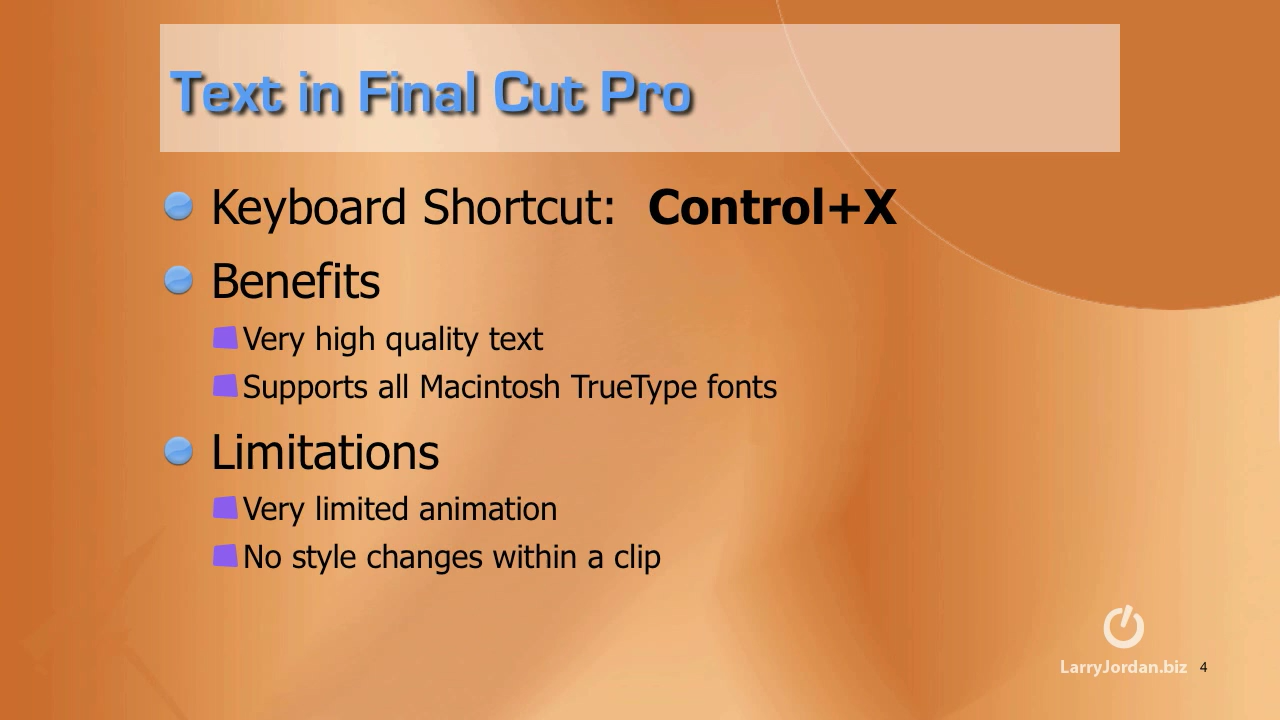 Text in Final Cut Pro
Keyboard Shortcut: Control+X
Benefits
Very high quality text
Supports all Macintosh TrueType fonts
Limitations
Very limited animation
No style changes within a clip
LarryJordan.biz 4